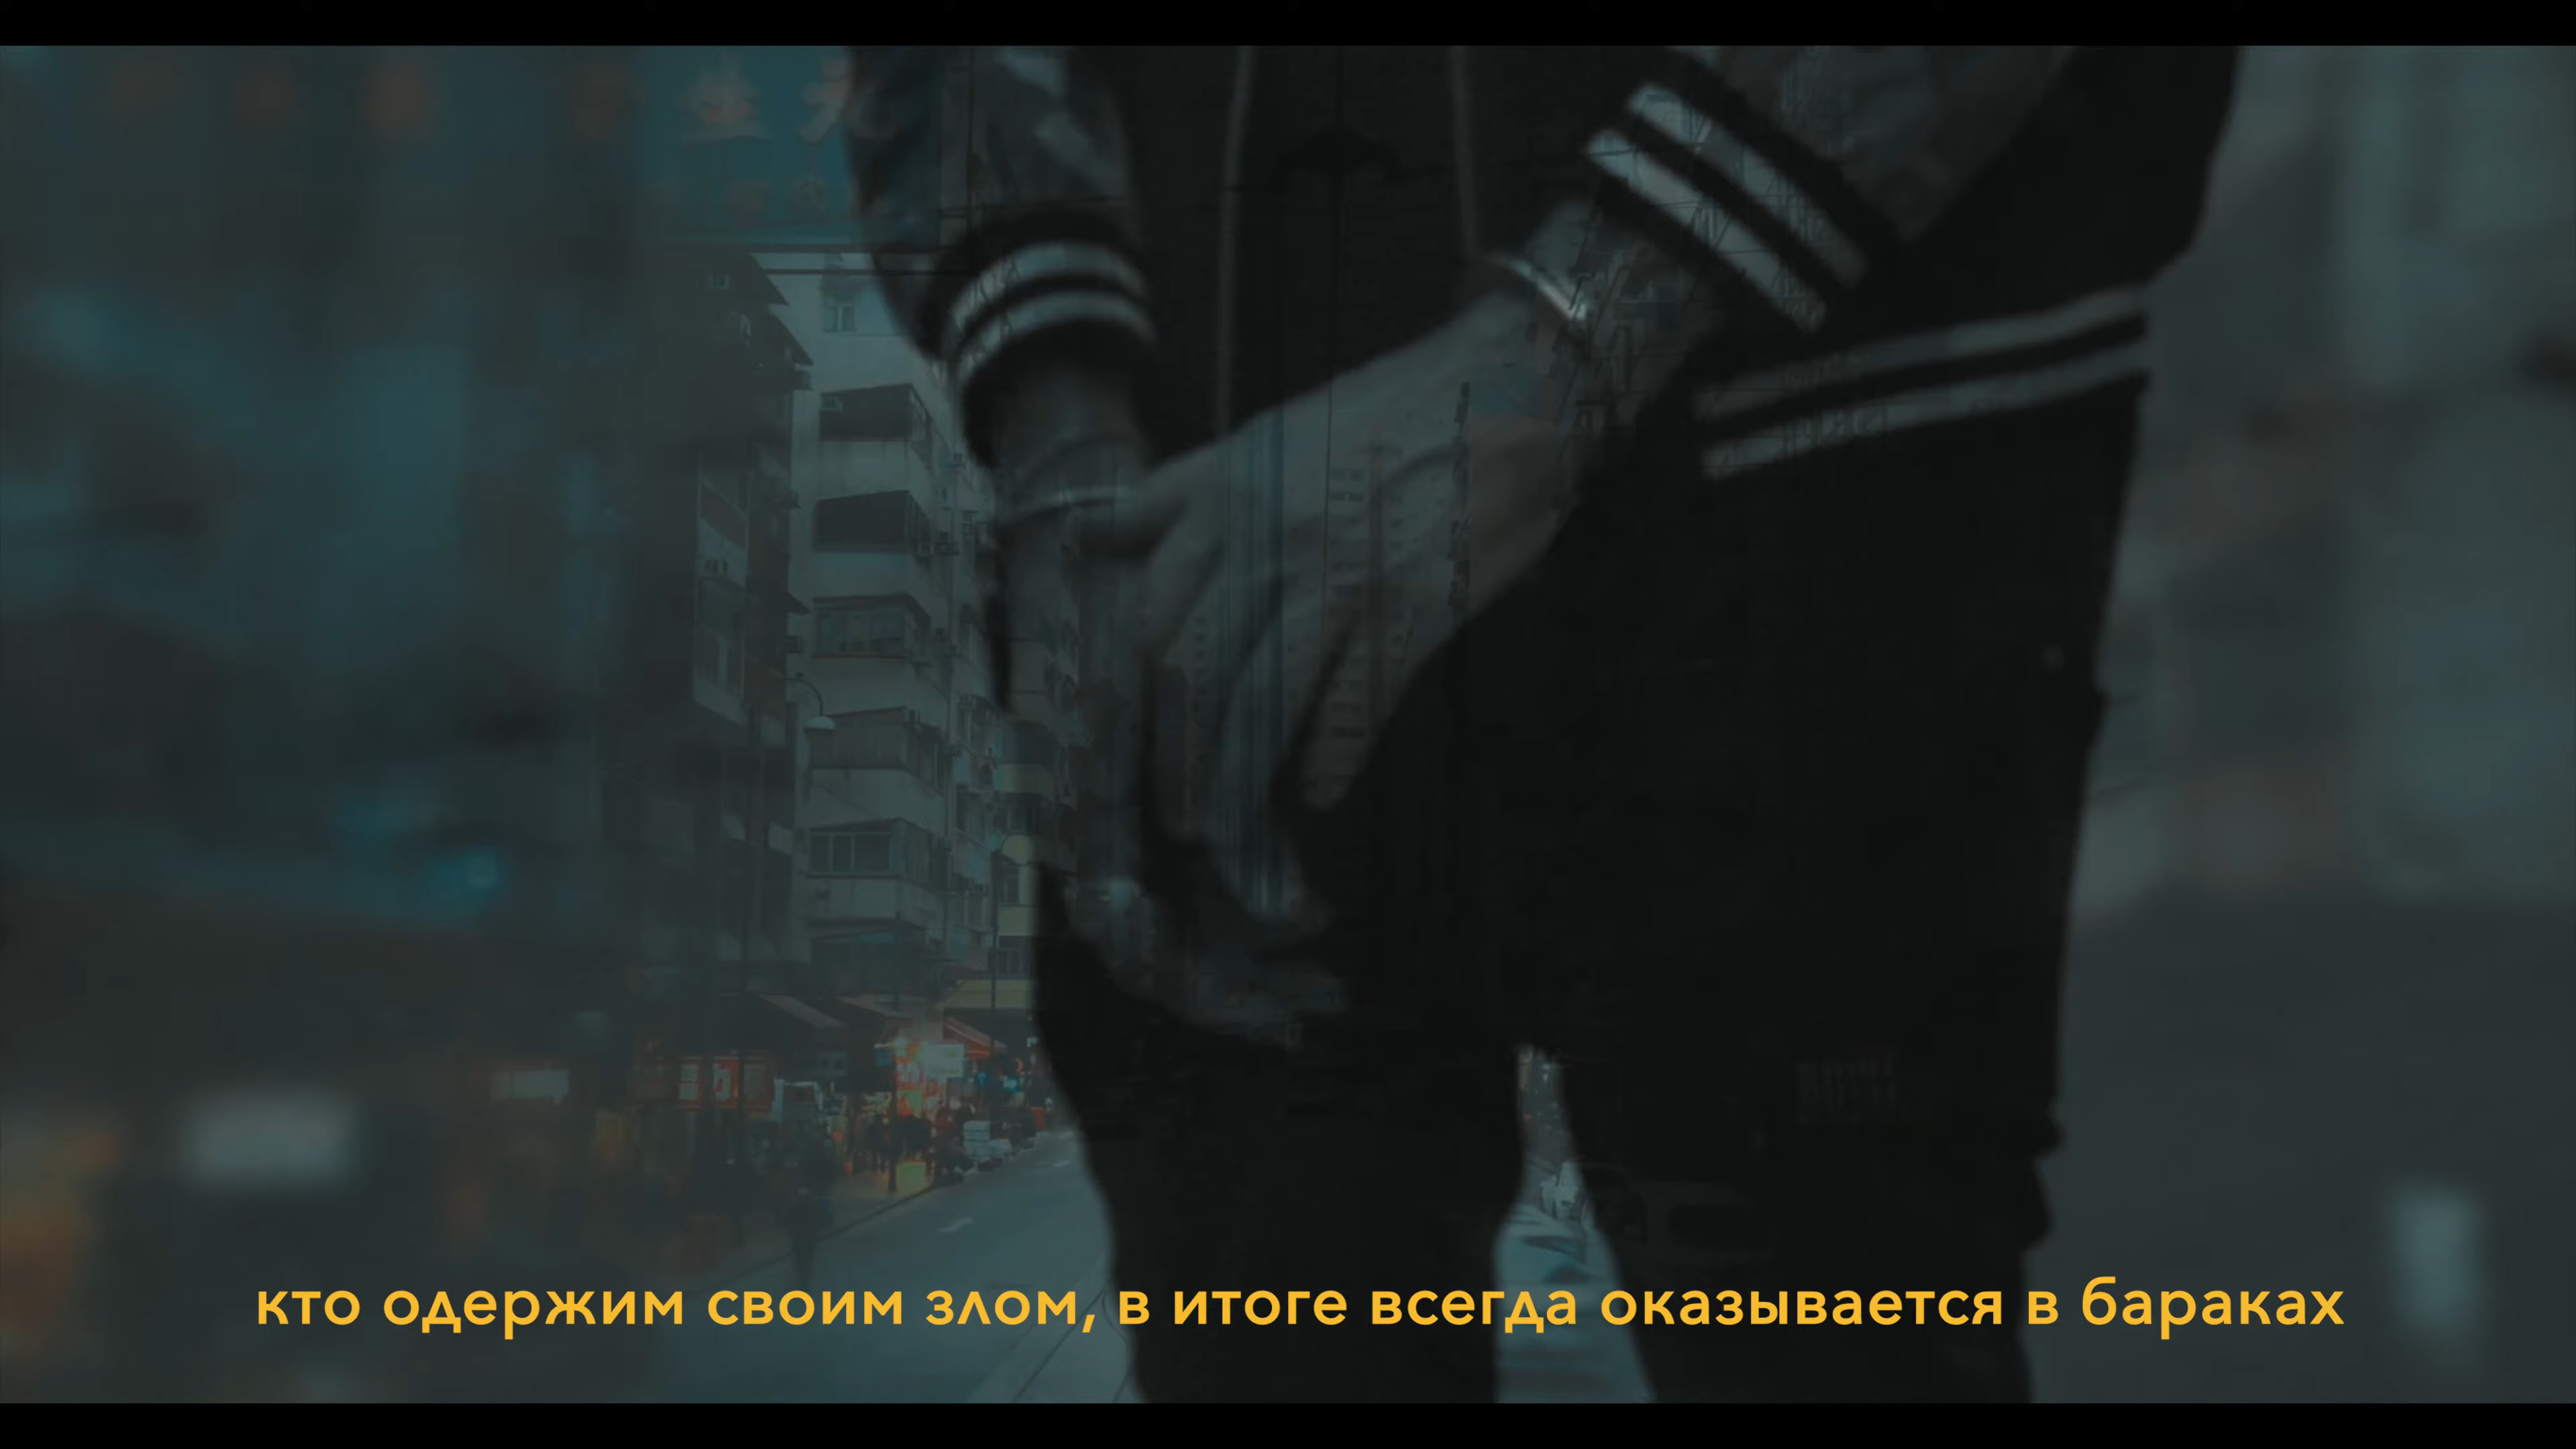 кто одержим своим злом, в итоге всегда оказывается в бараках